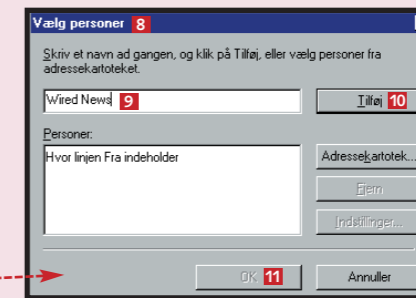 Vælg personer 8
Skriv et navn ad gangen, og klik på Tilføj, eller vælg personer fra
adressekartoteket.
Wired News 9
Tilføj 10
Personer:
Hvor linjen Fra indeholder
Adressekartotek...
Fjern
Indstillinger...
OK 11
Annuller